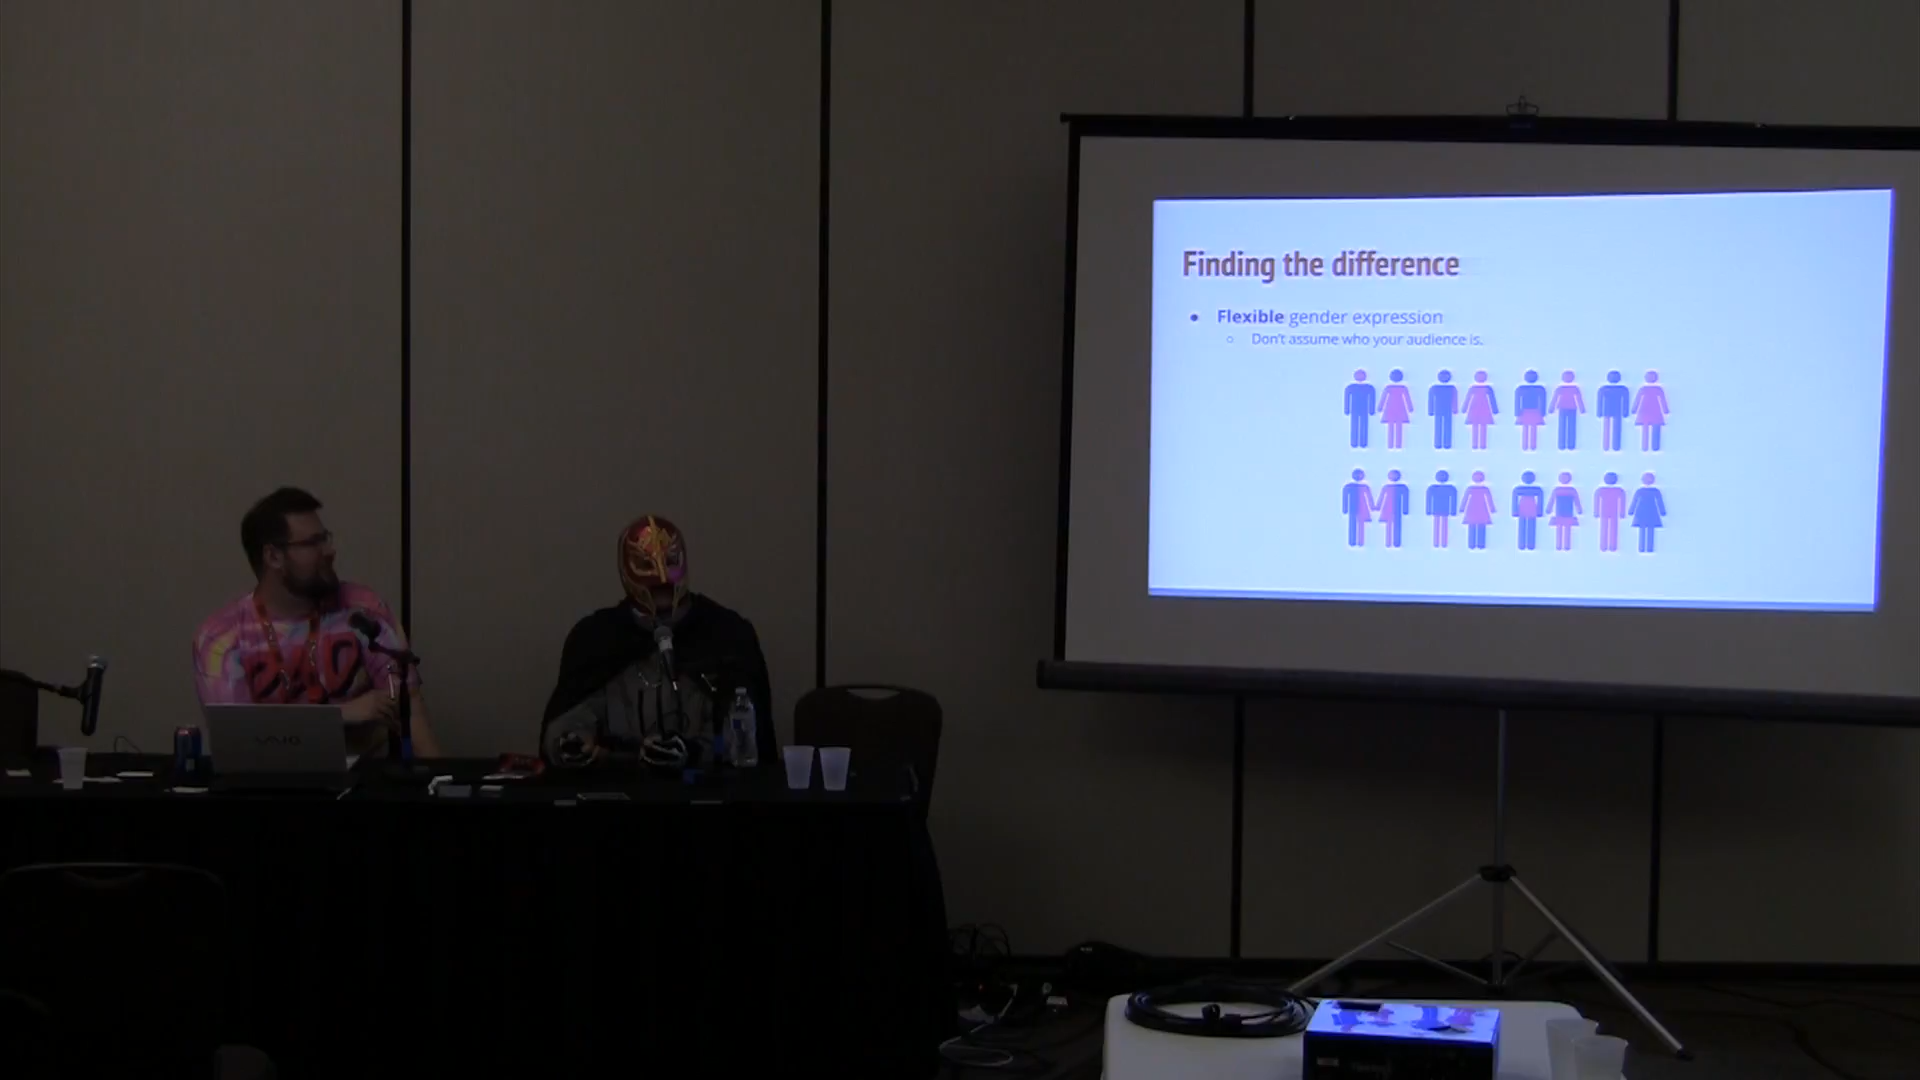 Finding the difference
• Flexible gender expression
○ Don't assume who your audience is.
VAIO